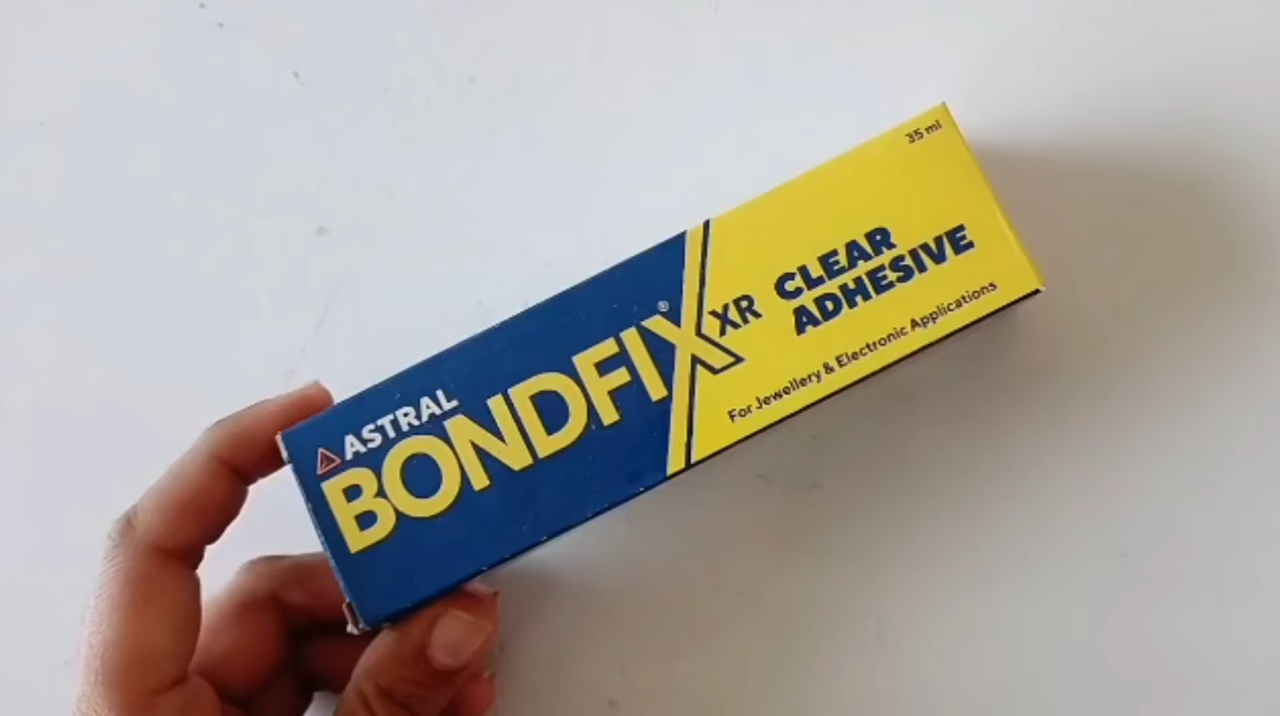 ASTRAL
BONDFIX® XR
CLEAR
ADHESIVE
For Jewellery & Electronic Applications
35 ml